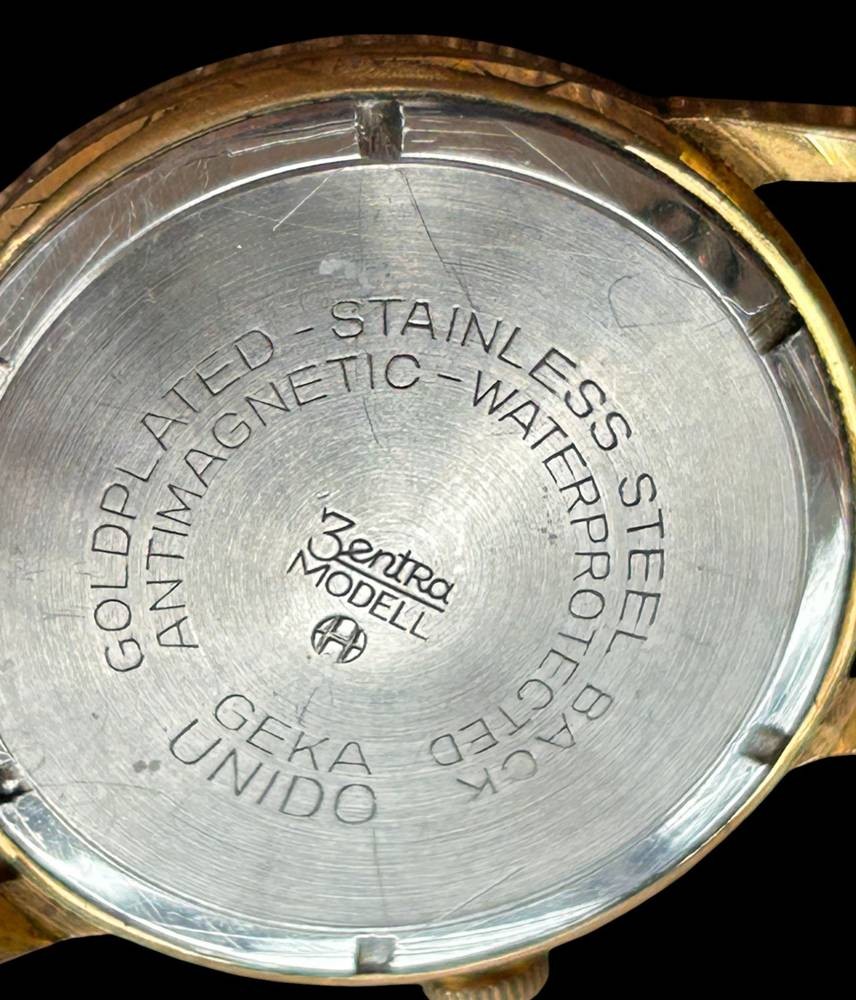 GOLDPLATED - STAINLESS STEEL BACK
ANTIMAGNETIC - WATERPROTECTED
Zentra
MODELL
H
GEKA
UNIDO